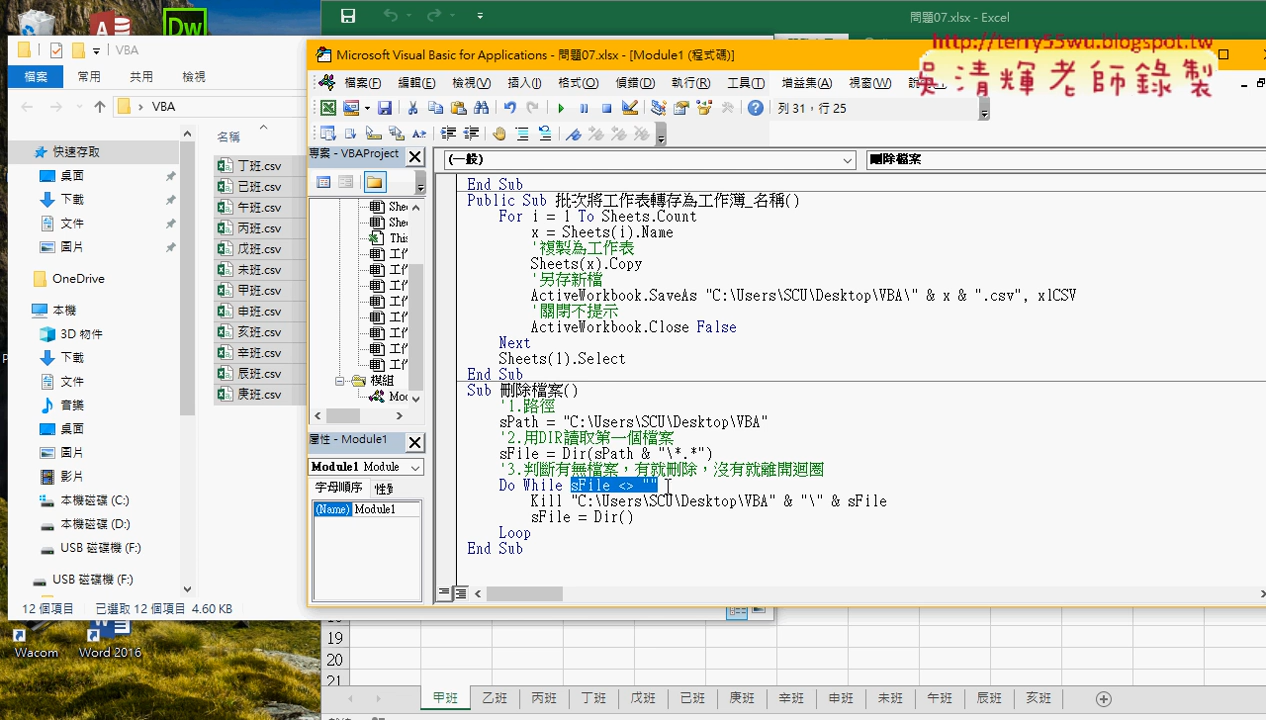 問題07.xlsx - Excel
VBA
檔案 常用 共用 檢視
VBA
名稱
快速存取
桌面
下載
文件
圖片
OneDrive
本機
3D 物件
下載
文件
音樂
桌面
圖片
影片
本機磁碟 (C:)
本機磁碟 (D:)
USB 磁碟機 (F:)
USB 磁碟機 (F:)
丁班.csv
己班.csv
午班.csv
丙班.csv
戊班.csv
未班.csv
甲班.csv
申班.csv
亥班.csv
辛班.csv
辰班.csv
庚班.csv
12 個項目 已選取 12 個項目 4.60 KB
Wacom
Word 2016
Microsoft Visual Basic for Applications - 問題07.xlsx - [Module1 (程式碼)]
http://terry55wu.blogspot.tw
吳清輝老師錄製
檔案(F) 編輯(E) 檢視(V) 插入(I) 格式(O) 偵錯(D) 執行(R) 工具(T) 增益集(A) 視窗(W)
列 31，行 25
專案 - VBAProject
She
She
This
模組
屬性 - Module1
Module1 Module
字母順序
(Name) Module1
(一般)
刪除檔案
End Sub
Public Sub 批次將工作表轉存為工作簿_名稱()
For i = 1 To Sheets.Count
x = Sheets(i).Name
'複製為工作表
Sheets(x).Copy
'另存新檔
ActiveWorkbook.SaveAs "C:\Users\SCU\Desktop\VBA\" & x & ".csv", xlCSV
'關閉不提示
ActiveWorkbook.Close False
Next
Sheets(1).Select
End Sub
Sub 刪除檔案()
'1.路徑
sPath = "C:\Users\SCU\Desktop\VBA"
'2.用DIR讀取第一個檔案
sFile = Dir(sPath & "\*.*")
'3.判斷有無檔案，有就刪除，沒有就離開迴圈
Do While sFile <> ""
Kill "C:\Users\SCU\Desktop\VBA" & "\" & sFile
sFile = Dir()
Loop
End Sub
19
20
21
甲班 乙班 丙班 丁班 戊班 己班 庚班 辛班 申班 未班 午班 辰班 亥班